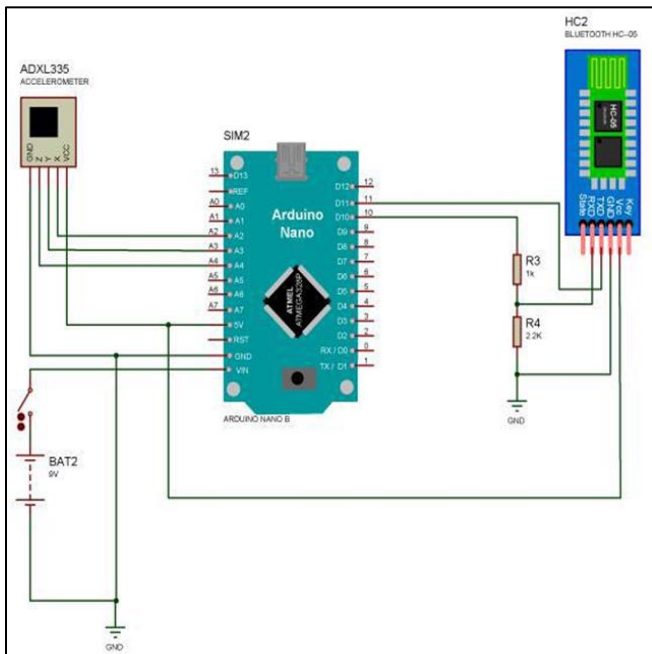 HC2
BLUETOOTH HC-05
HC-05
State
RXD
TXD
GND
Vcc
Key
ADXL335
ACCELEROMETER
GND
Z
Y
X
VCC
SIM2
Arduino
Nano
ATMEL
ATMEGA328P
13 D13
REF
A0 A0
A1 A1
A2 A2
A3 A3
A4 A4
A5 A5
A6 A6
A7 A7
5V
RST
GND
VIN
D12 12
D11 11
D10 10
D9 9
D8 8
D7 7
D6 6
D5 5
D4 4
D3 3
D2 2
RX / D0 0
TX / D1 1
ARDUINO NANO B
R3
1k
R4
2.2K
GND
BAT2
9V
GND